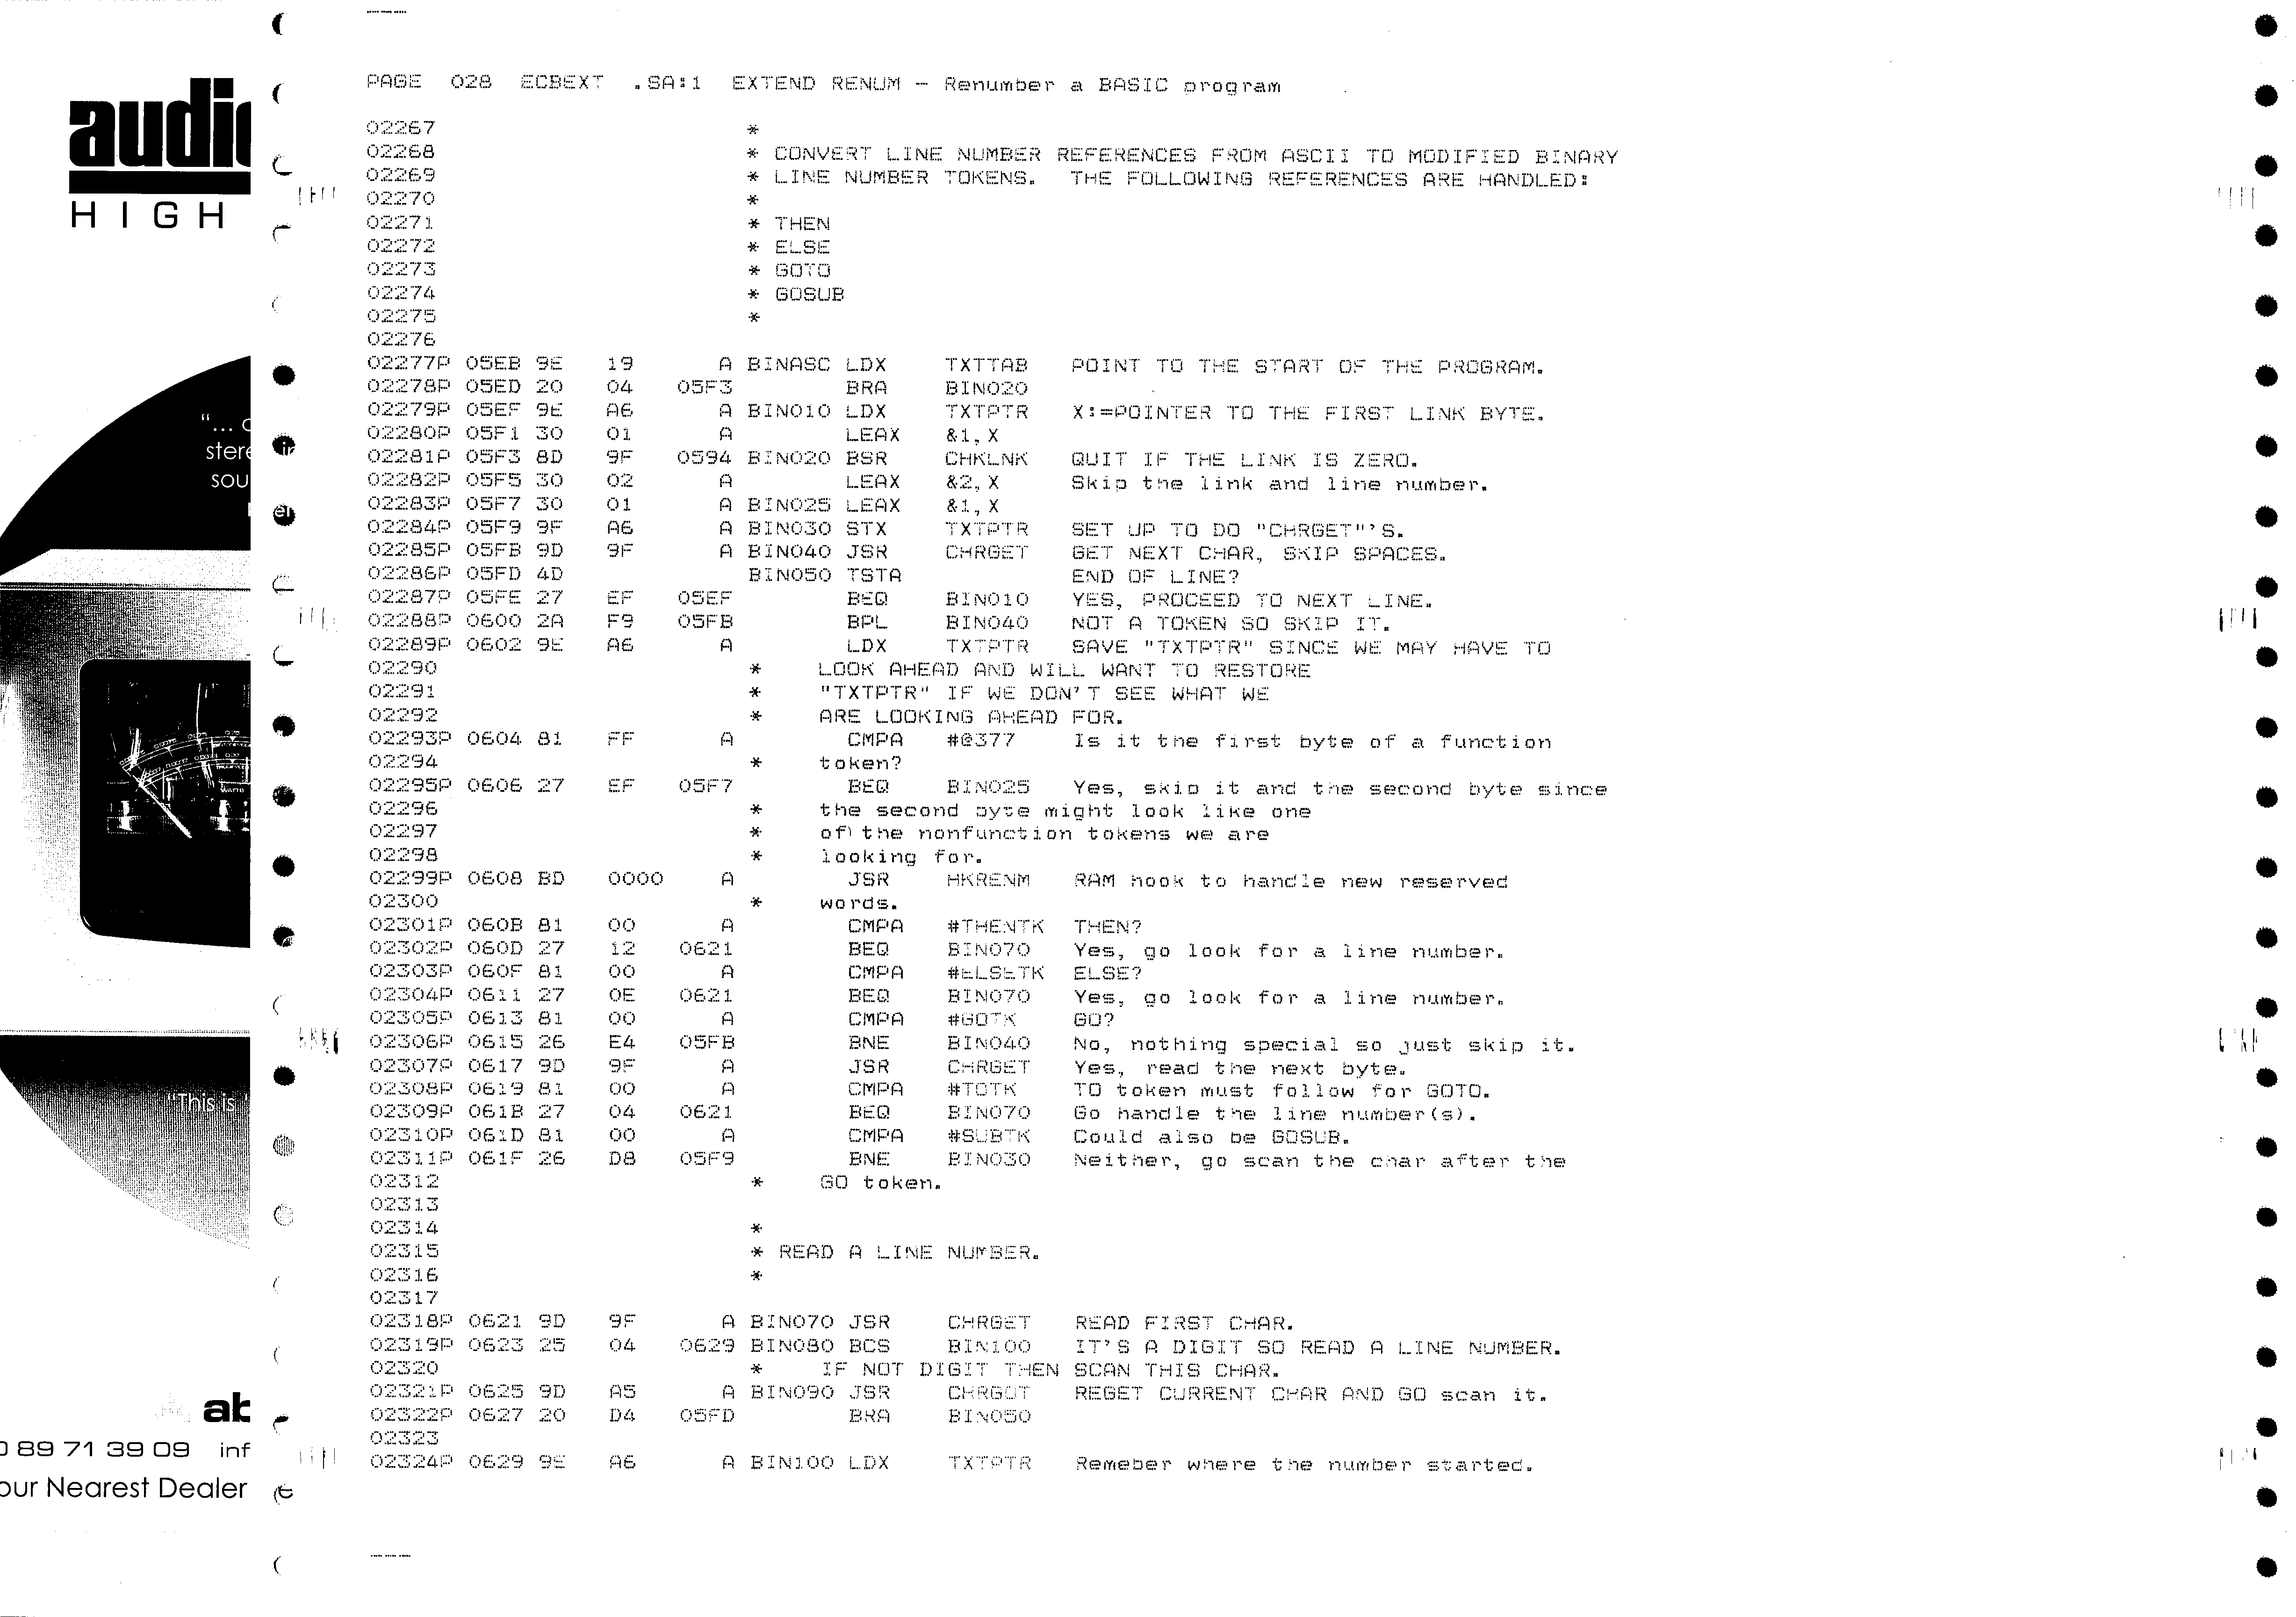 audio
HIGH
"... c
stere
sou
"This is
ab
0 89 71 39 09 inf
our Nearest Dealer
PAGE 028 ECBEXT .SA:1 EXTEND RENUM - Renumber a BASIC program
02267 *
02268 * CONVERT LINE NUMBER REFERENCES FROM ASCII TO MODIFIED BINARY
02269 * LINE NUMBER TOKENS. THE FOLLOWING REFERENCES ARE HANDLED:
02270 *
02271 * THEN
02272 * ELSE
02273 * GOTO
02274 * GOSUB
02275 *
02276
02277P 05EB 9E 19 A BINASC LDX TXTTAB POINT TO THE START OF THE PROGRAM.
02278P 05ED 20 04 05F3 BRA BIN020
02279P 05EF 9E A6 A BIN010 LDX TXTPTR X:=POINTER TO THE FIRST LINK BYTE.
02280P 05F1 30 01 A LEAX &1,X
02281P 05F3 8D 9F 0594 BIN020 BSR CHKLNK QUIT IF THE LINK IS ZERO.
02282P 05F5 30 02 A LEAX &2,X Skip the link and line number.
02283P 05F7 30 01 A BIN025 LEAX &1,X
02284P 05F9 9F A6 A BIN030 STX TXTPTR SET UP TO DO "CHRGET"'S.
02285P 05FB 9D 9F A BIN040 JSR CHRGET GET NEXT CHAR, SKIP SPACES.
02286P 05FD 4D BIN050 TSTA END OF LINE?
02287P 05FE 27 EF 05EF BEQ BIN010 YES, PROCEED TO NEXT LINE.
02288P 0600 2A F9 05FB BPL BIN040 NOT A TOKEN SO SKIP IT.
02289P 0602 9E A6 A LDX TXTPTR SAVE "TXTPTR" SINCE WE MAY HAVE TO
02290 * LOOK AHEAD AND WILL WANT TO RESTORE
02291 * "TXTPTR" IF WE DON'T SEE WHAT WE
02292 * ARE LOOKING AHEAD FOR.
02293P 0604 81 FF A CMPA #@377 Is it the first byte of a function
02294 * token?
02295P 0606 27 EF 05F7 BEQ BIN025 Yes, skip it and the second byte since
02296 * the second byte might look like one
02297 * of the nonfunction tokens we are
02298 * looking for.
02299P 0608 BD 0000 A JSR HKRENM RAM hook to handle new reserved
02300 * words.
02301P 060B 81 00 A CMPA #THENTK THEN?
02302P 060D 27 12 0621 BEQ BIN070 Yes, go look for a line number.
02303P 060F 81 00 A CMPA #ELSETK ELSE?
02304P 0611 27 0E 0621 BEQ BIN070 Yes, go look for a line number.
02305P 0613 81 00 A CMPA #GOTK GO?
02306P 0615 26 E4 05FB BNE BIN040 No, nothing special so just skip it.
02307P 0617 9D 9F A JSR CHRGET Yes, read the next byte.
02308P 0619 81 00 A CMPA #TOTK TO token must follow for GOTO.
02309P 061B 27 04 0621 BEQ BIN070 Go handle the line number(s).
02310P 061D 81 00 A CMPA #SUBTK Could also be GOSUB.
02311P 061F 26 D8 05F9 BNE BIN030 Neither, go scan the char after the
02312 * GO token.
02313
02314 *
02315 * READ A LINE NUMBER.
02316 *
02317
02318P 0621 9D 9F A BIN070 JSR CHRGET READ FIRST CHAR.
02319P 0623 25 04 0629 BIN080 BCS BIN100 IT'S A DIGIT SO READ A LINE NUMBER.
02320 * IF NOT DIGIT THEN SCAN THIS CHAR.
02321P 0625 9D A5 A BIN090 JSR CHRGOT REGET CURRENT CHAR AND GO scan it.
02322P 0627 20 D4 05FD BRA BIN050
02323
02324P 0629 9E A6 A BIN100 LDX TXTPTR Remeber where the number started.